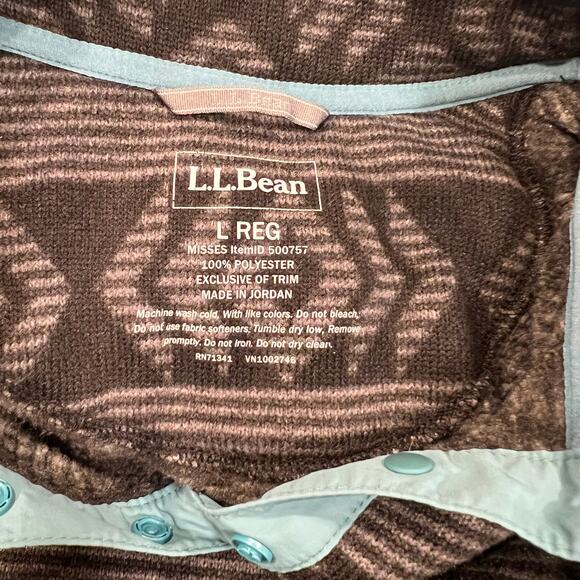 L.L.Bean
L REG
MISSES ItemID 500757
100% POLYESTER
EXCLUSIVE OF TRIM
MADE IN JORDAN
Machine wash cold, With like colors. Do not bleach,
Do not use fabric softeners. Tumble dry low, Remove
promptly. Do not iron. Do not dry clean.
RN71341 VN1002746